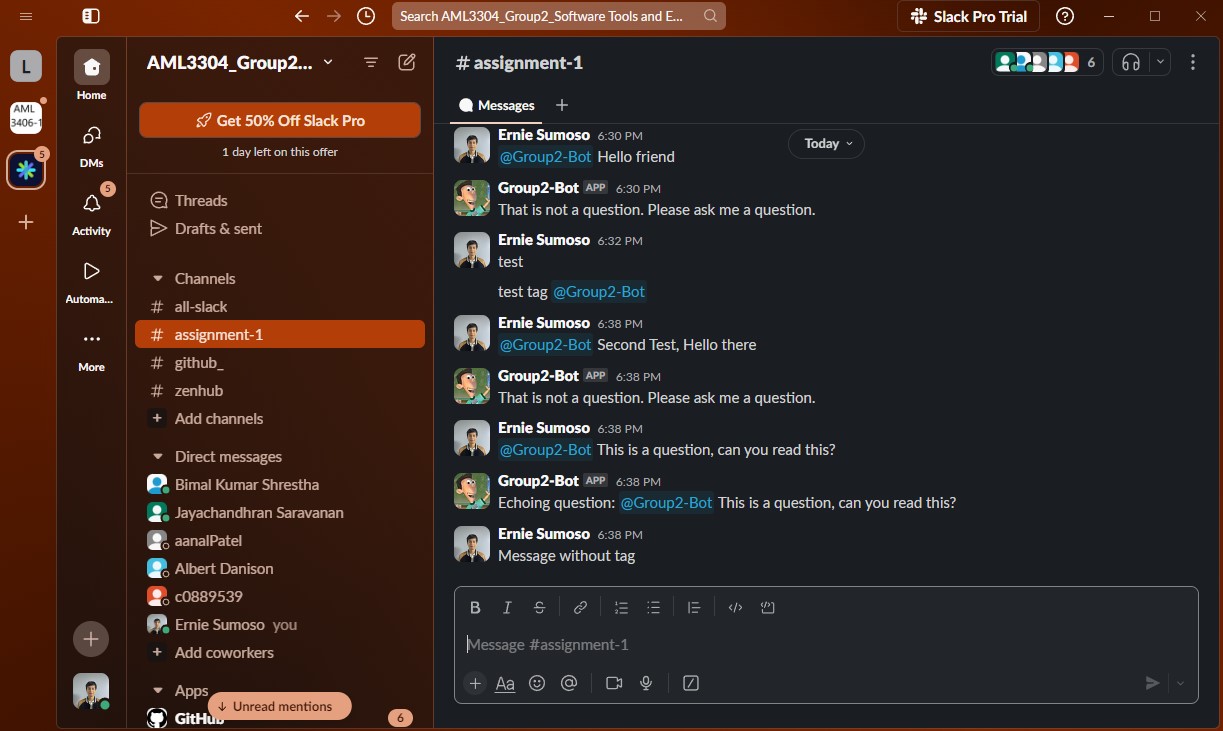 Search AML3304_Group2_Software Tools and E...
Slack Pro Trial
L
AML
3406-1
5
Home
DMs
5
Activity
Automa...
More
AML3304_Group2...
Get 50% Off Slack Pro
1 day left on this offer
Threads
Drafts & sent
Channels
# all-slack
# assignment-1
# github_
# zenhub
+ Add channels
Direct messages
Bimal Kumar Shrestha
Jayachandhran Saravanan
aanalPatel
Albert Danison
c0889539
Ernie Sumoso you
+ Add coworkers
Apps
GitHub
↓ Unread mentions
6
# assignment-1
6
Messages
Today
Ernie Sumoso 6:30 PM
@Group2-Bot Hello friend
Group2-Bot APP 6:30 PM
That is not a question. Please ask me a question.
Ernie Sumoso 6:32 PM
test
test tag @Group2-Bot
Ernie Sumoso 6:38 PM
@Group2-Bot Second Test, Hello there
Group2-Bot APP 6:38 PM
That is not a question. Please ask me a question.
Ernie Sumoso 6:38 PM
@Group2-Bot This is a question, can you read this?
Group2-Bot APP 6:38 PM
Echoing question: @Group2-Bot This is a question, can you read this?
Ernie Sumoso 6:38 PM
Message without tag
B I S
Message #assignment-1
Aa